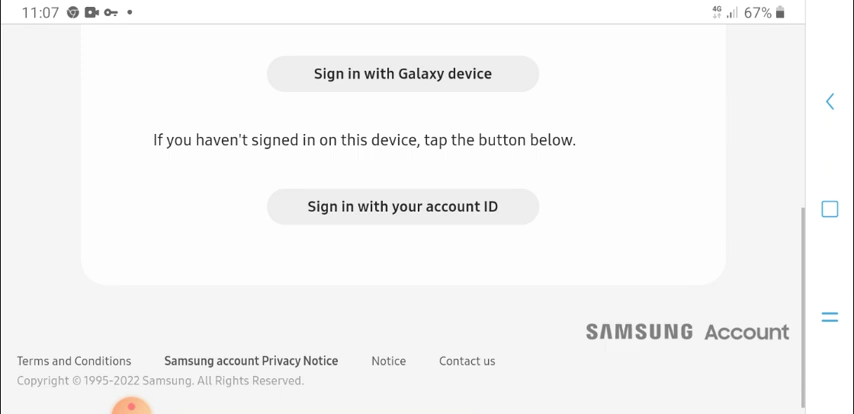 11:07 4G 67%
Sign in with Galaxy device
If you haven't signed in on this device, tap the button below.
Sign in with your account ID
SAMSUNG Account
Terms and Conditions Samsung account Privacy Notice Notice Contact us
Copyright © 1995-2022 Samsung. All Rights Reserved.